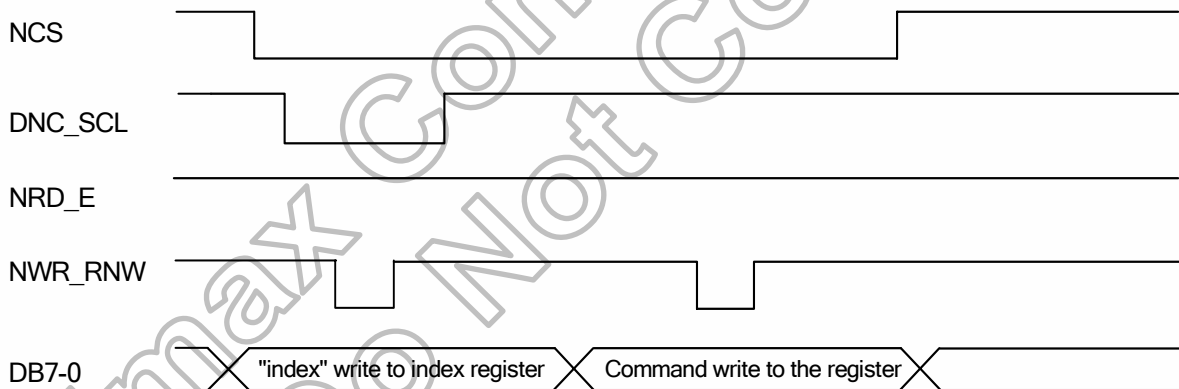 NCS
DNC_SCL
NRD_E
NWR_RNW
DB7-0
"index" write to index register
Command write to the register